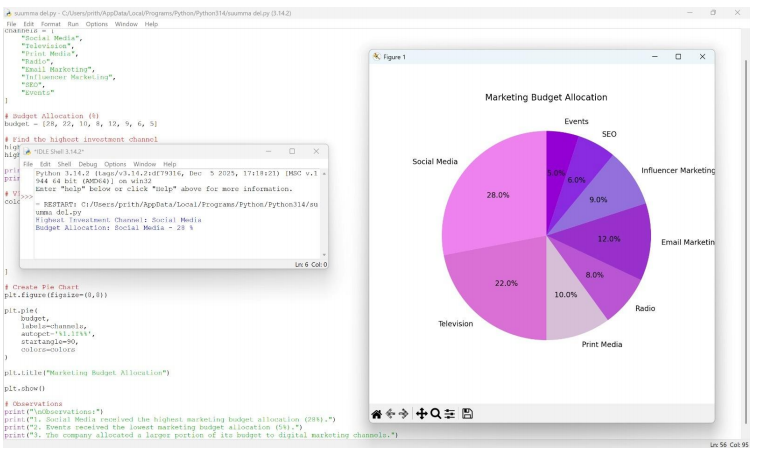 suumma del.py - C:/Users/prith/AppData/Local/Programs/Python/Python314/suumma del.py (3.14.2)
File Edit Format Run Options Window Help
channels = [
"Social Media",
"Television",
"Print Media",
"Radio",
"Email Marketing",
"Influencer Marketing",
"SEO",
"Events"
]
# Budget Allocation (%)
budget = [28, 22, 10, 8, 12, 9, 6, 5]
# Find the highest investment channel
high
high
prin
prin
# Vi
colo
]
# Create Pie Chart
plt.figure(figsize=(8,8))
plt.pie(
budget,
labels=channels,
autopct='%1.1f%%',
startangle=90,
colors=colors
)
plt.title("Marketing Budget Allocation")
plt.show()
# Observations
print("\nObservations:")
print("1. Social Media received the highest marketing budget allocation (28%).")
print("2. Events received the lowest marketing budget allocation (5%).")
print("3. The company allocated a larger portion of its budget to digital marketing channels.")
Ln: 56 Col: 95
*IDLE Shell 3.14.2*
File Edit Shell Debug Options Window Help
Python 3.14.2 (tags/v3.14.2:df79316, Dec 5 2025, 17:18:21) [MSC v.1
944 64 bit (AMD64)] on win32
Enter "help" below or click "Help" above for more information.
>>>
= RESTART: C:/Users/prith/AppData/Local/Programs/Python/Python314/su
umma del.py
Highest Investment Channel: Social Media
Budget Allocation: Social Media - 28 %
Ln: 6 Col: 0
Figure 1
Marketing Budget Allocation
Events
SEO
Social Media
Influencer Marketing
5.0%
6.0%
28.0%
9.0%
12.0%
Email Marketin
8.0%
22.0%
10.0%
Radio
Television
Print Media